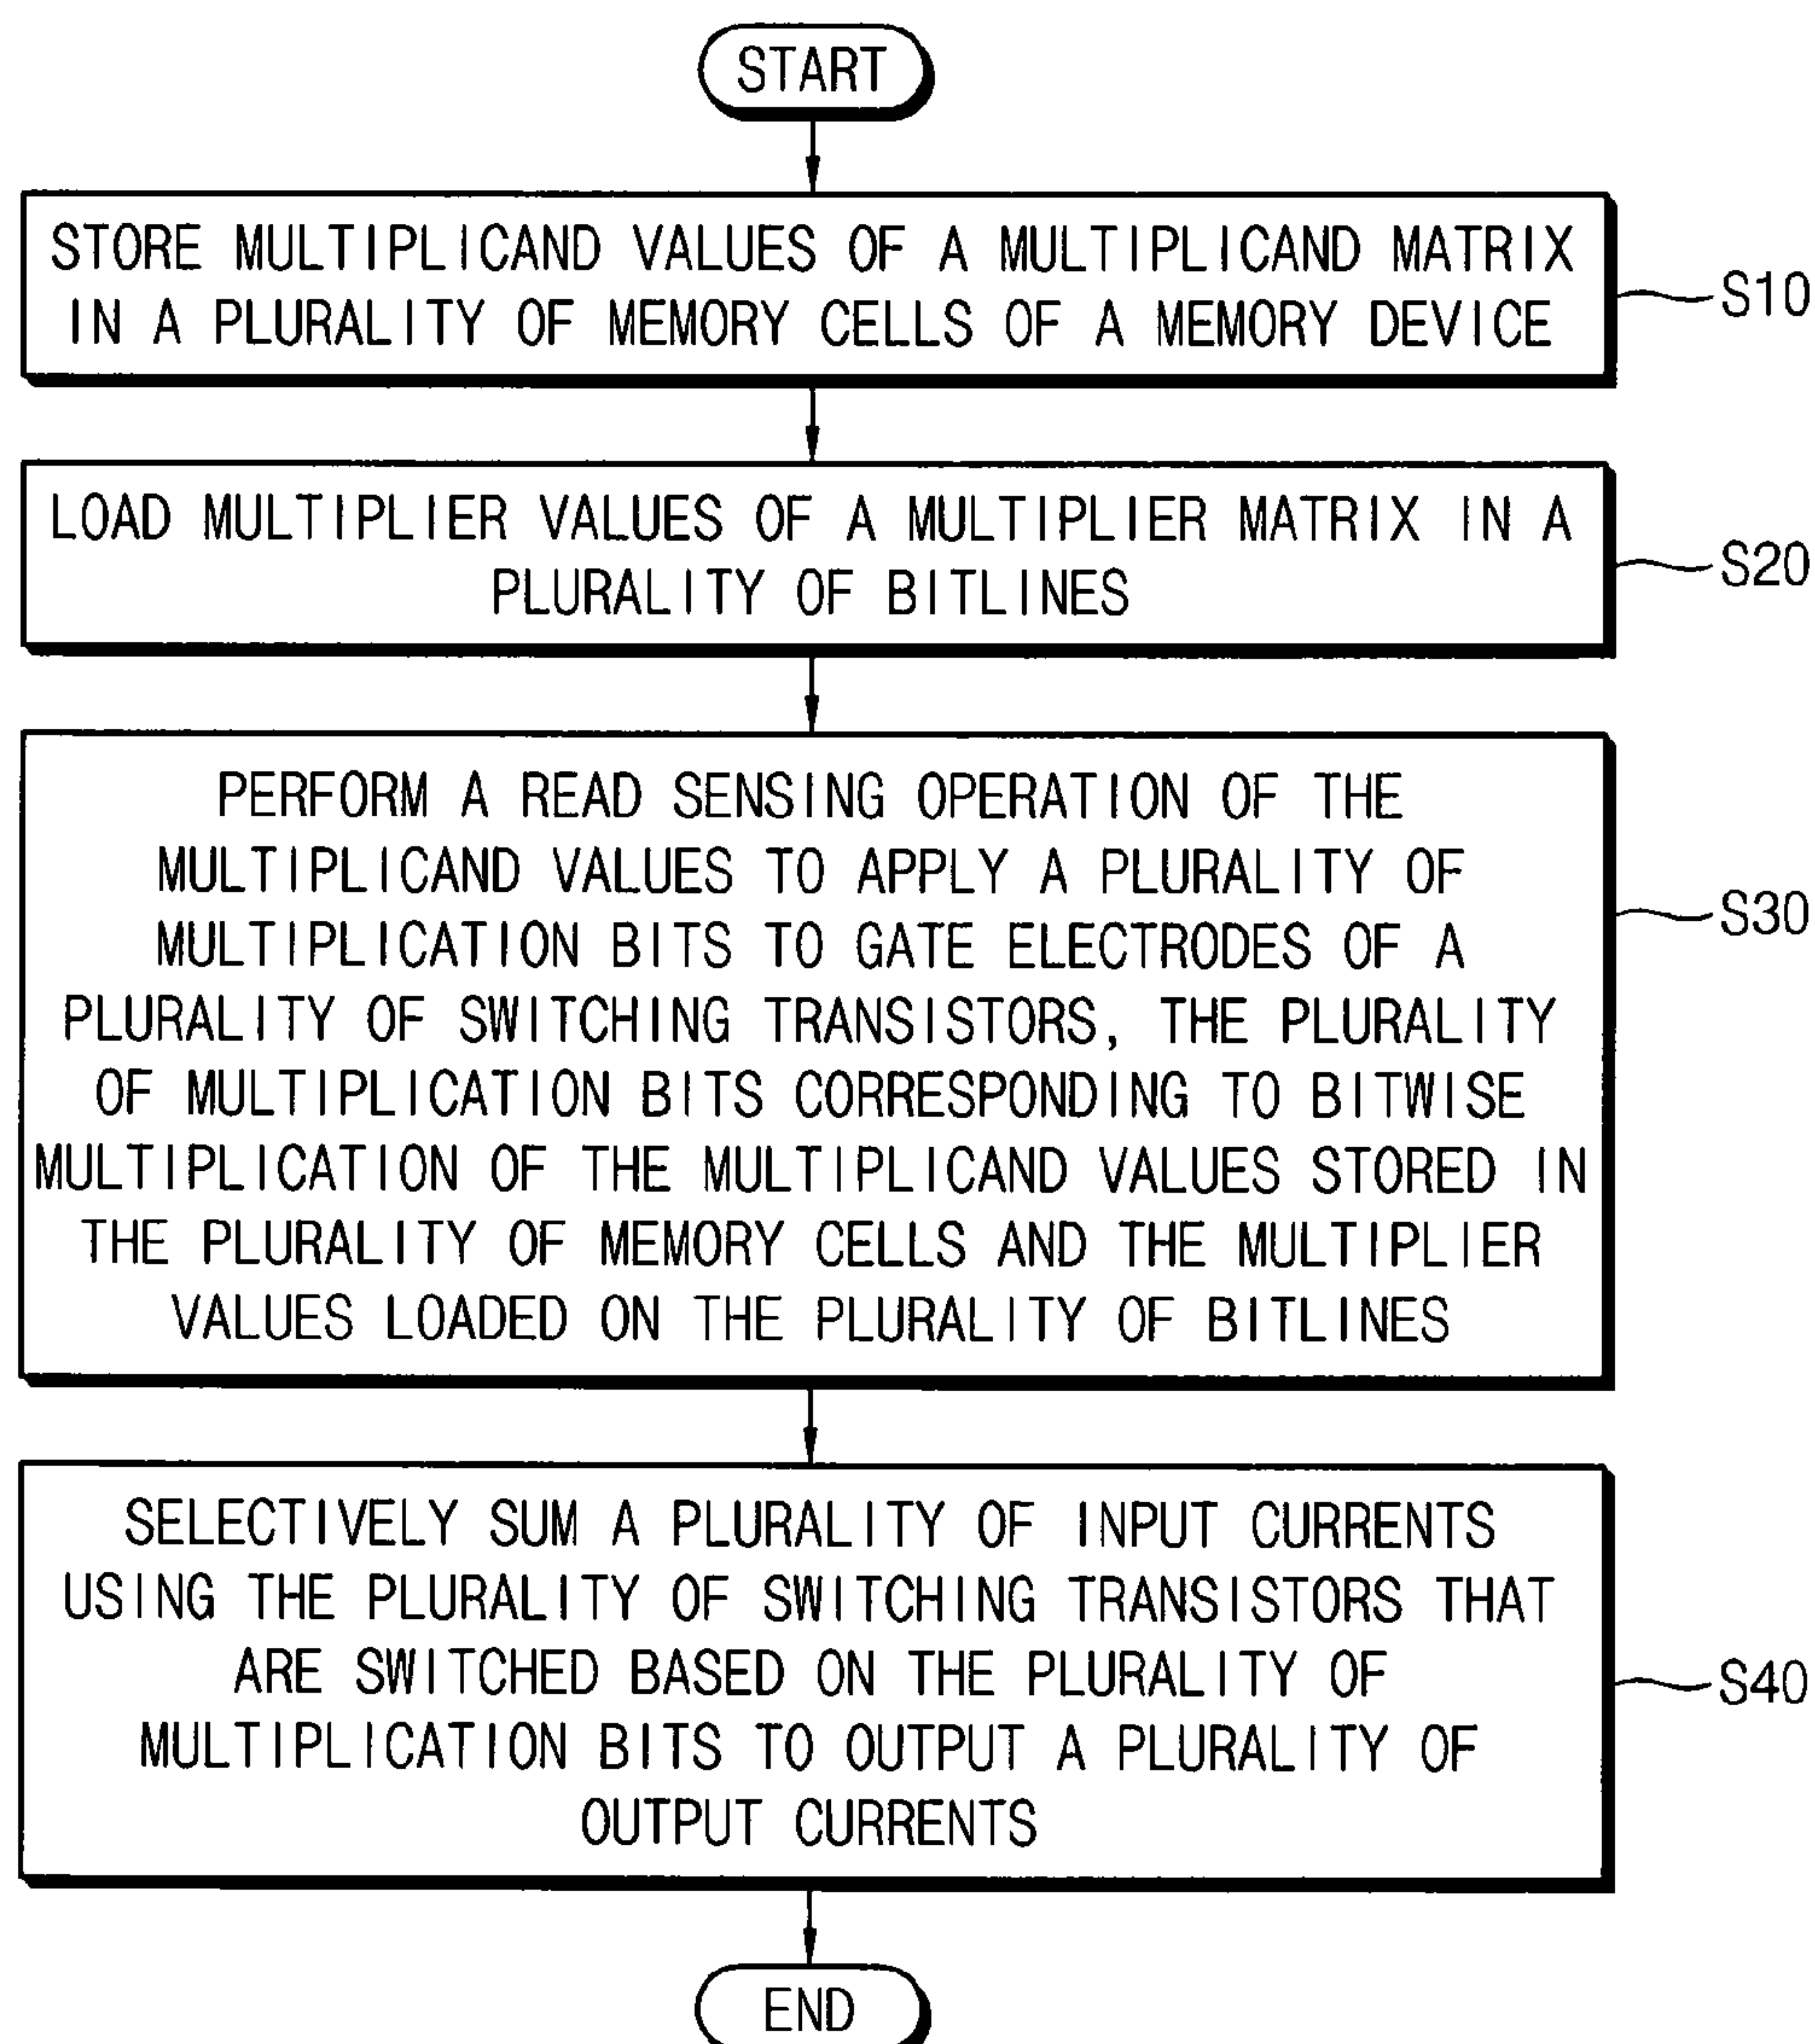 START
STORE MULTIPLICAND VALUES OF A MULTIPLICAND MATRIX
IN A PLURALITY OF MEMORY CELLS OF A MEMORY DEVICE
S10
LOAD MULTIPLIER VALUES OF A MULTIPLIER MATRIX IN A
PLURALITY OF BITLINES
S20
PERFORM A READ SENSING OPERATION OF THE
MULTIPLICAND VALUES TO APPLY A PLURALITY OF
MULTIPLICATION BITS TO GATE ELECTRODES OF A
PLURALITY OF SWITCHING TRANSISTORS, THE PLURALITY
OF MULTIPLICATION BITS CORRESPONDING TO BITWISE
MULTIPLICATION OF THE MULTIPLICAND VALUES STORED IN
THE PLURALITY OF MEMORY CELLS AND THE MULTIPLIER
VALUES LOADED ON THE PLURALITY OF BITLINES
S30
SELECTIVELY SUM A PLURALITY OF INPUT CURRENTS
USING THE PLURALITY OF SWITCHING TRANSISTORS THAT
ARE SWITCHED BASED ON THE PLURALITY OF
MULTIPLICATION BITS TO OUTPUT A PLURALITY OF
OUTPUT CURRENTS
S40
END